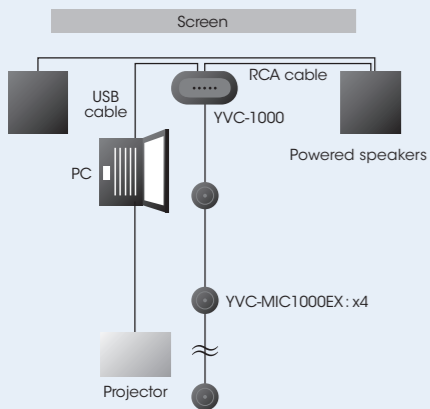 Screen
RCA cable
USB
cable
YVC-1000
Powered speakers
PC
YVC-MIC1000EX: x4
Projector